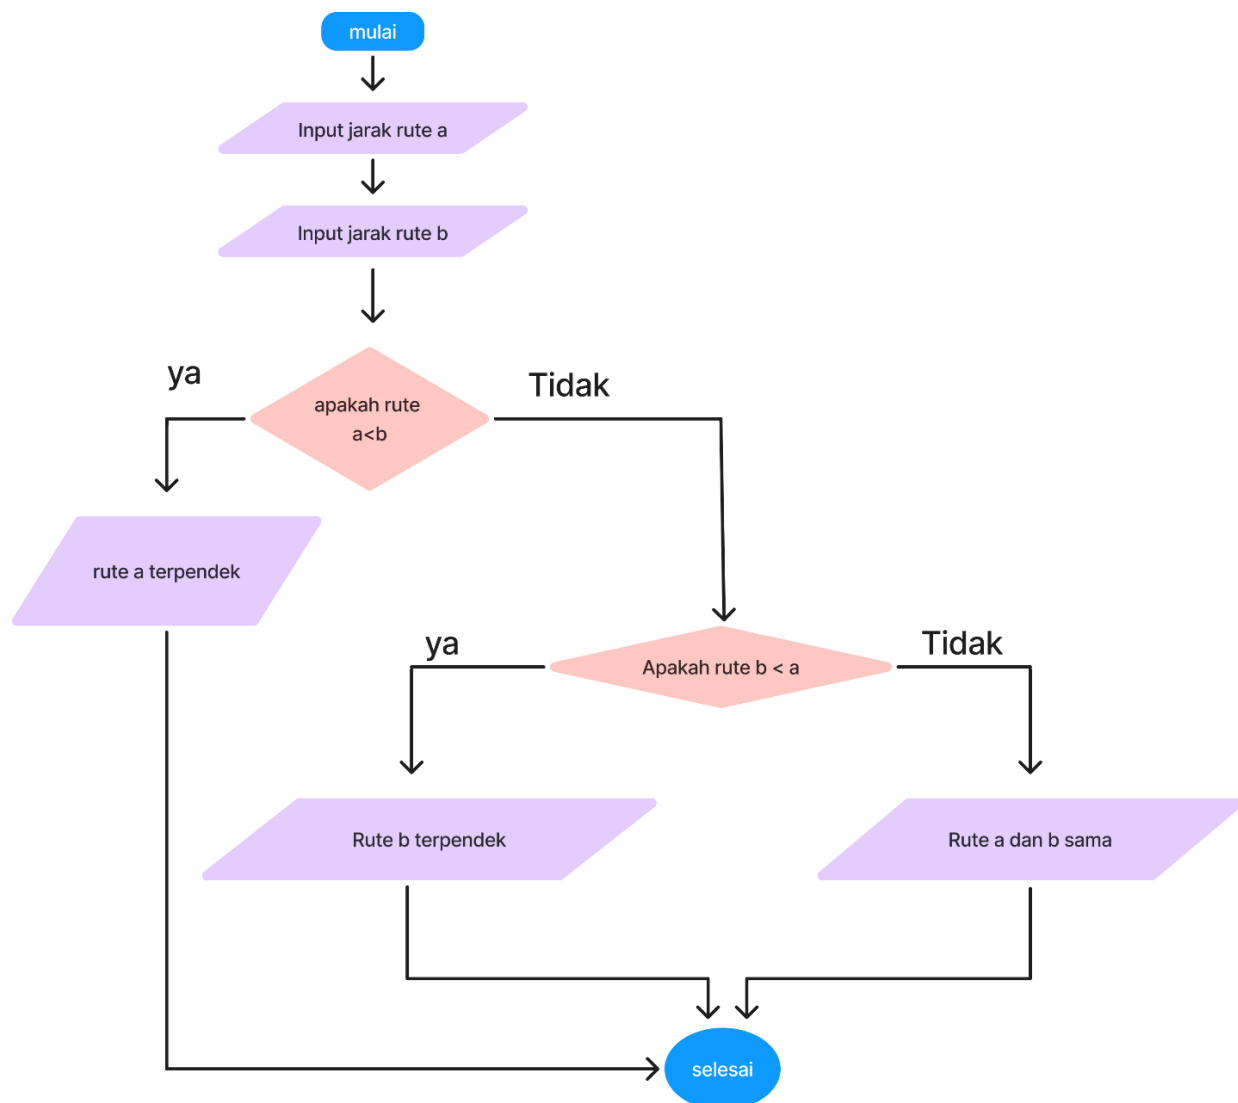 mulai
Input jarak rute a
Input jarak rute b
ya
Tidak
apakah rute
a<b
rute a terpendek
ya
Tidak
Apakah rute b < a
Rute b terpendek
Rute a dan b sama
selesai